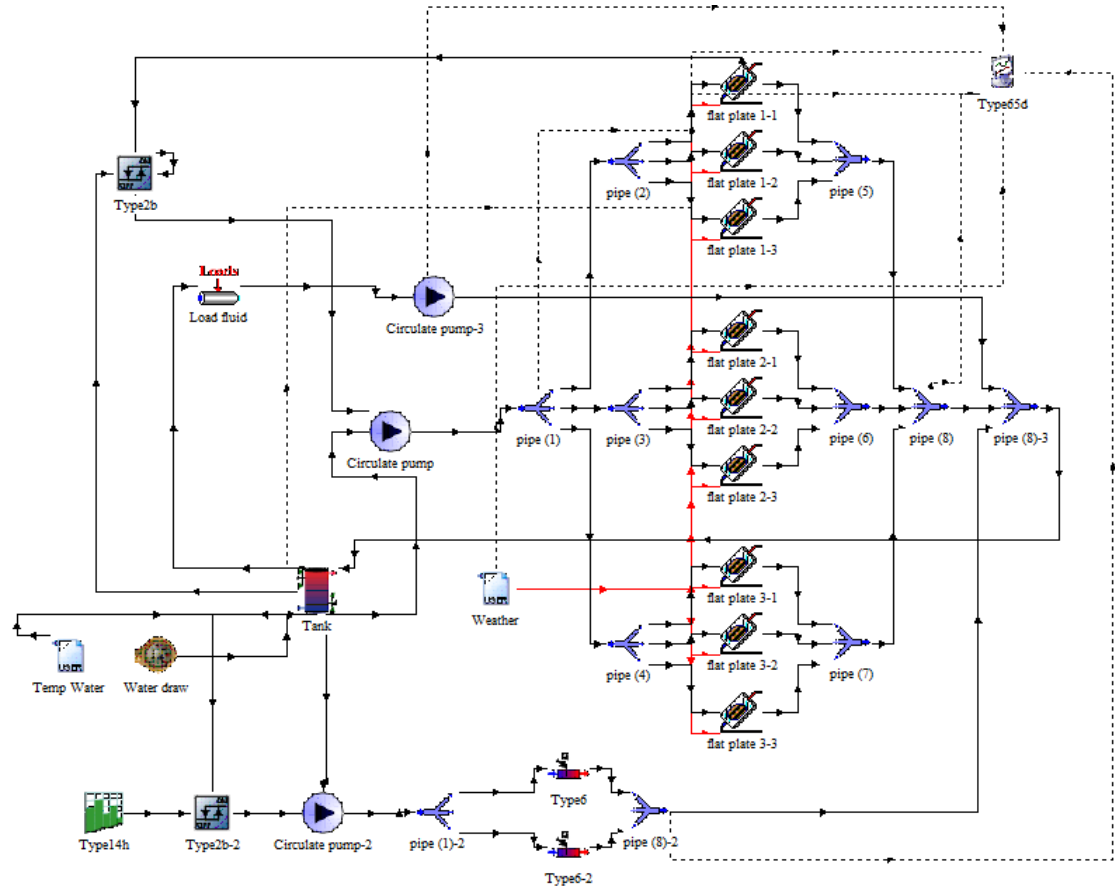 flat plate 1-1
Type65d
flat plate 1-2
pipe (2)
pipe (5)
Type2b
flat plate 1-3
Loads
Load fluid
Circulate pump-3
flat plate 2-1
flat plate 2-2
pipe (1)
pipe (3)
pipe (6)
pipe (8)
pipe (8)-3
Circulate pump
flat plate 2-3
flat plate 3-1
USER
Weather
Tank
flat plate 3-2
pipe (4)
pipe (7)
USER
Temp Water
Water draw
flat plate 3-3
Type6
Type14h
Type2b-2
Circulate pump-2
pipe (1)-2
pipe (8)-2
Type6-2